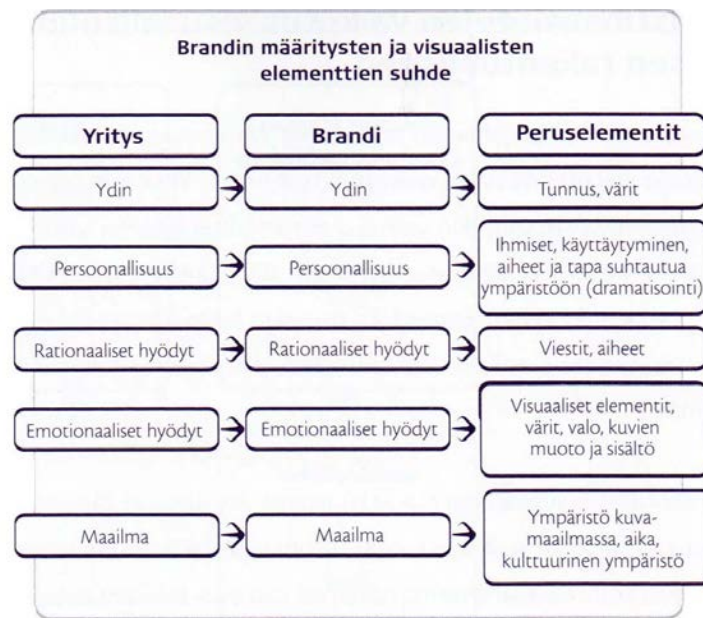 Brandin määritysten ja visuaalisten
elementtien suhde
Yritys
Brandi
Peruselementit
Ydin
Ydin
Tunnus, värit
Persoonallisuus
Persoonallisuus
Ihmiset, käyttäytyminen,
aiheet ja tapa suhtautua
ympäristöön (dramatisointi)
Rationaaliset hyödyt
Rationaaliset hyödyt
Viestit, aiheet
Emotionaaliset hyödyt
Emotionaaliset hyödyt
Visuaaliset elementit,
värit, valo, kuvien
muoto ja sisältö
Maailma
Maailma
Ympäristö kuva-
maailmassa, aika,
kulttuurinen ympäristö